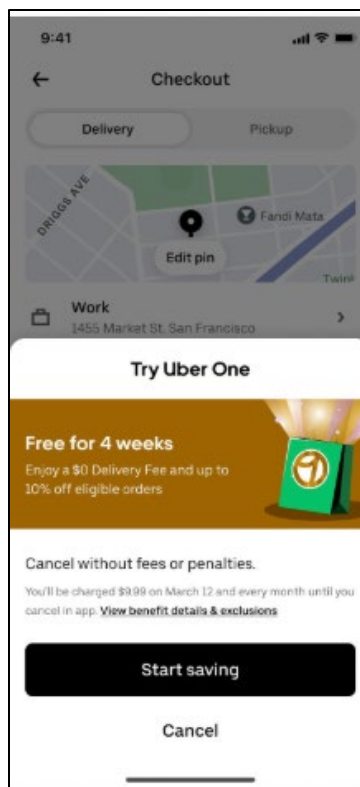 9:41
Checkout
Delivery
Pickup
DRIGGS AVE
Fandi Mata
Edit pin
Work
1455 Market St. San Francisco
Try Uber One
Free for 4 weeks
Enjoy a $0 Delivery Fee and up to
10% off eligible orders
Cancel without fees or penalties.
You'll be charged $9.99 on March 12 and every month until you
cancel in app. View benefit details & exclusions
Start saving
Cancel